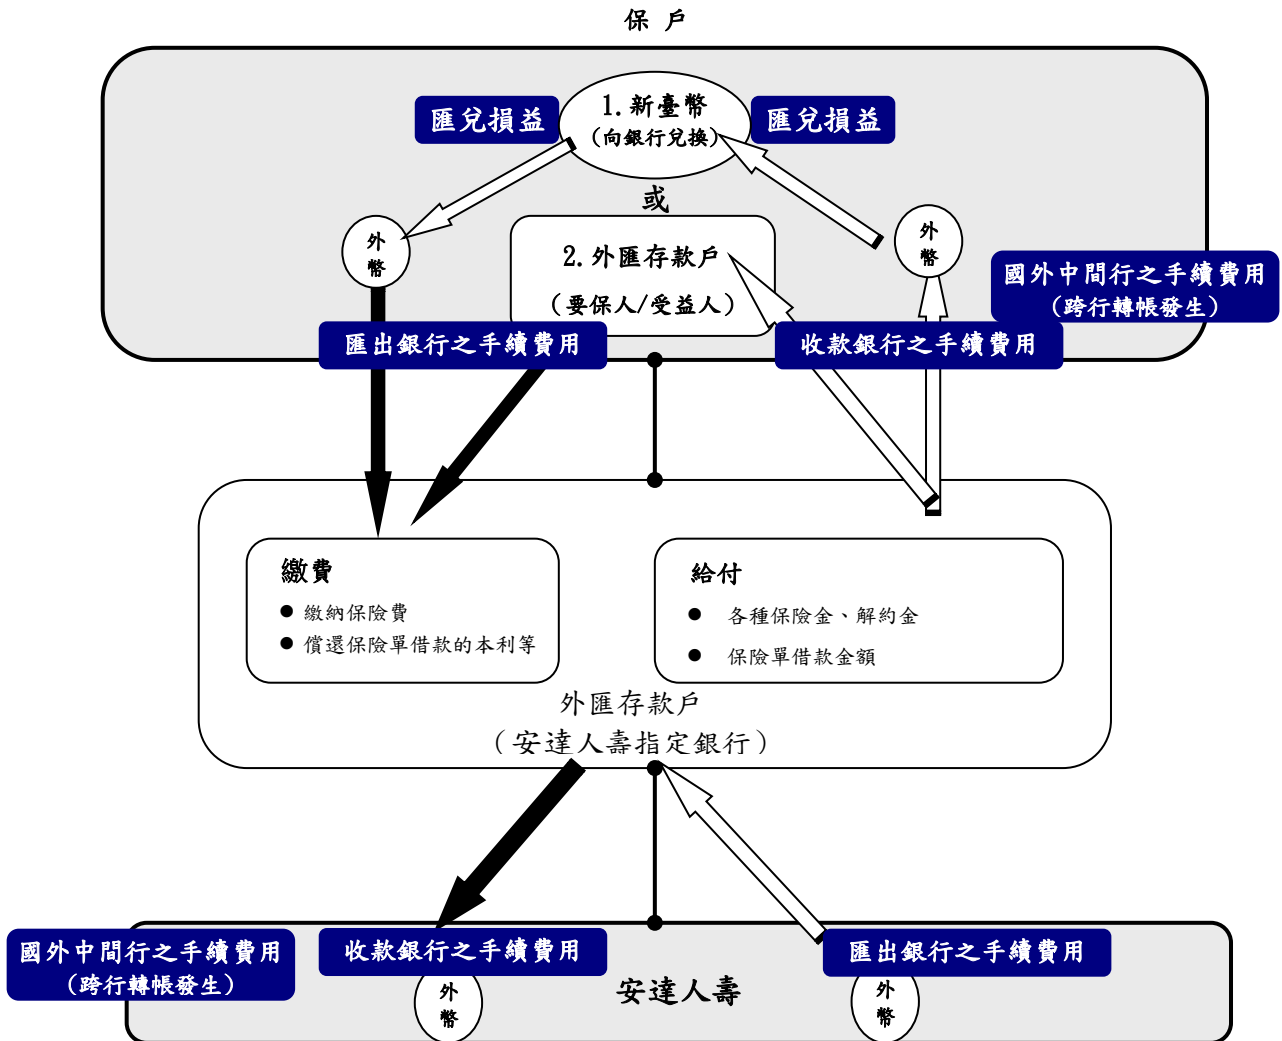 保 戶
匯兌損益
1.新臺幣
（向銀行兌換）
匯兌損益
或
外
幣
2.外匯存款戶
（要保人/受益人）
外
幣
國外中間行之手續費用
（跨行轉帳發生）
匯出銀行之手續費用
收款銀行之手續費用
繳費
● 繳納保險費
● 償還保險單借款的本利等
給付
● 各種保險金、解約金
● 保險單借款金額
外匯存款戶
（安達人壽指定銀行）
國外中間行之手續費用
（跨行轉帳發生）
收款銀行之手續費用
匯出銀行之手續費用
外
幣
安達人壽
外
幣